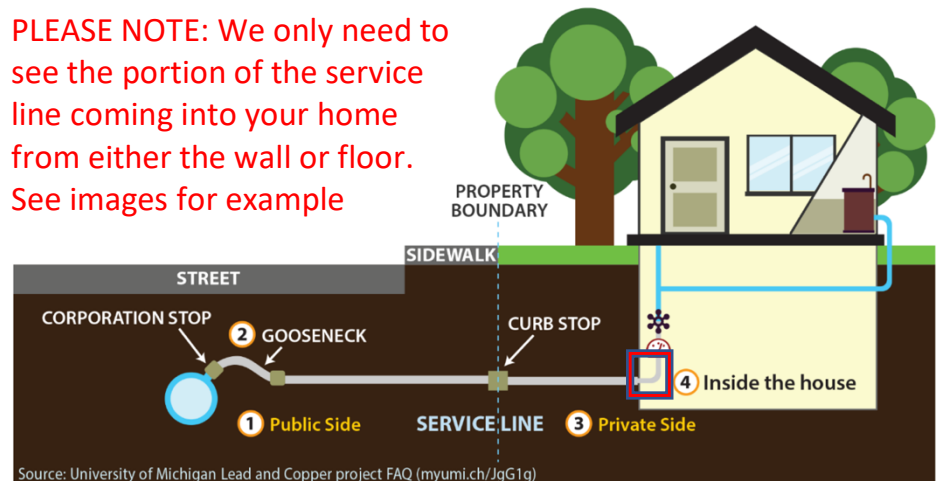 PLEASE NOTE: We only need to
see the portion of the service
line coming into your home
from either the wall or floor.
See images for example
PROPERTY
BOUNDARY
SIDEWALK
STREET
CORPORATION STOP
2 GOOSENECK
CURB STOP
4 Inside the house
1 Public Side
SERVICE LINE
3 Private Side
Source: University of Michigan Lead and Copper project FAQ (myumi.ch/JgG1g)